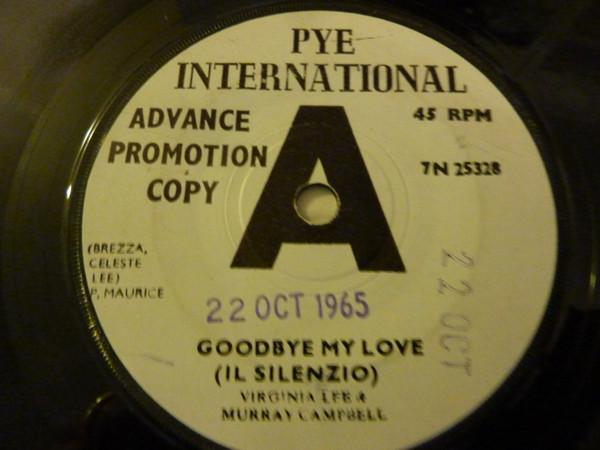 PYE
INTERNATIONAL
ADVANCE
PROMOTION
COPY
A
45 RPM
7N 25328
(BREZZA,
CELESTE
LEE)
P, MAURICE
22 OCT 1965
22 OCT
GOODBYE MY LOVE
(IL SILENZIO)
VIRGINIA LEE &
MURRAY CAMPBELL